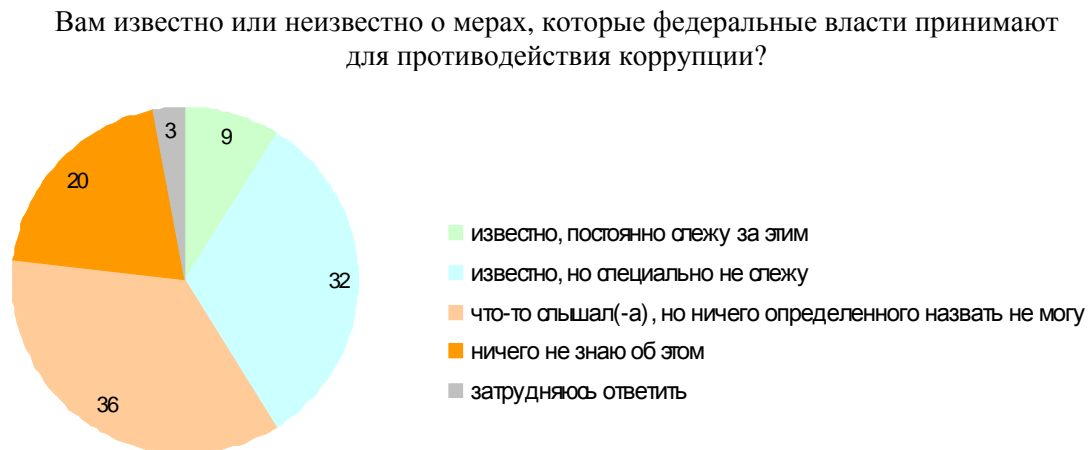 Вам известно или неизвестно о мерах, которые федеральные власти принимают
для противодействия коррупции?
3
9
20
32
36
известно, постоянно слежу за этим
известно, но специально не слежу
что-то слышал(-а) , но ничего определенного назвать не могу
ничего не знаю об этом
затрудняюсь ответить